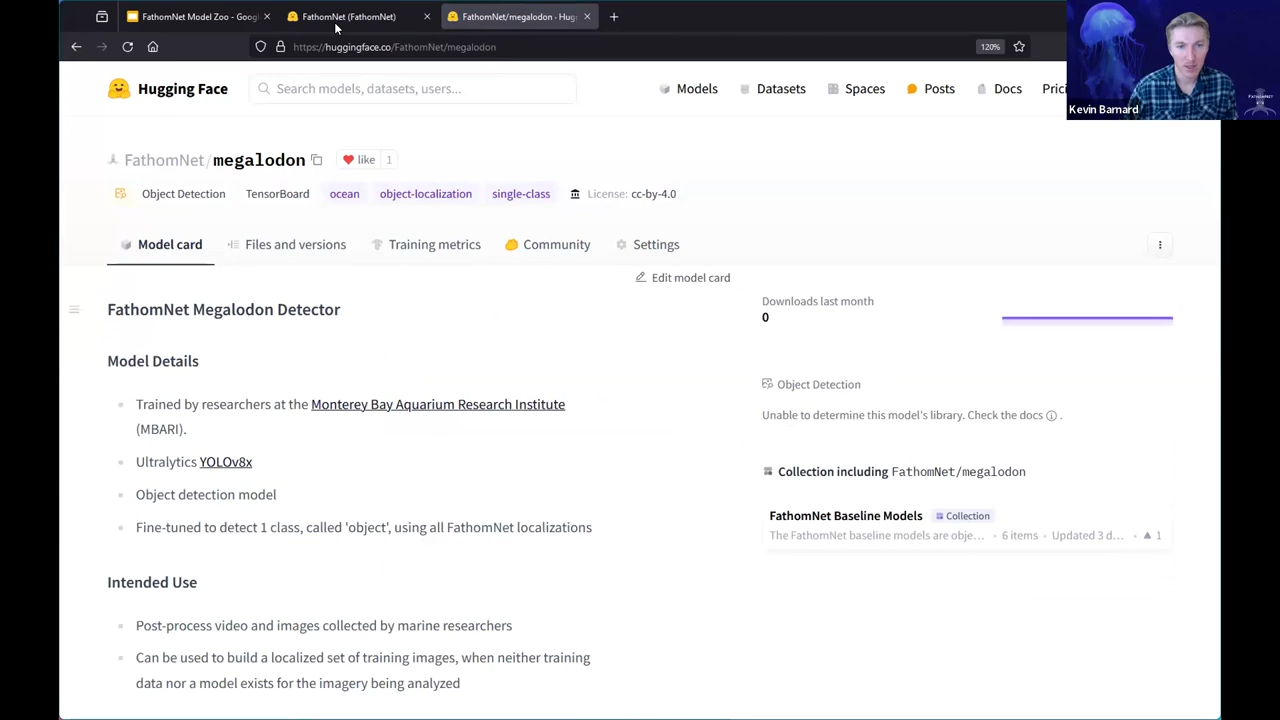 FathomNet Model Zoo - Googl
FathomNet (FathomNet)
FathomNet/megalodon · Hug
https://huggingface.co/FathomNet/megalodon
120%
Hugging Face
Search models, datasets, users...
Models
Datasets
Spaces
Posts
Docs
Prici
Kevin Barnard
FathomNet/megalodon
like 1
Object Detection
TensorBoard
ocean
object-localization
single-class
License: cc-by-4.0
Model card
Files and versions
Training metrics
Community
Settings
Edit model card
FathomNet Megalodon Detector
Model Details
Trained by researchers at the Monterey Bay Aquarium Research Institute
(MBARI).
Ultralytics YOLOv8x
Object detection model
Fine-tuned to detect 1 class, called 'object', using all FathomNet localizations
Intended Use
Post-process video and images collected by marine researchers
Can be used to build a localized set of training images, when neither training
data nor a model exists for the imagery being analyzed
Downloads last month
0
Object Detection
Unable to determine this model's library. Check the docs .
Collection including FathomNet/megalodon
FathomNet Baseline Models Collection
The FathomNet baseline models are obje... • 6 items • Updated 3 d... • 1